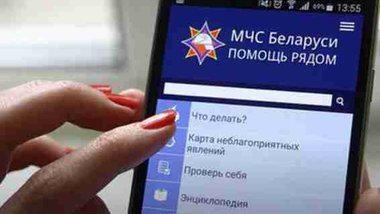 13:55
МЧС Беларуси
ПОМОЩЬ РЯДОМ
Что делать?
Карта неблагоприятных
явлений
Проверь себя
Энциклопедия